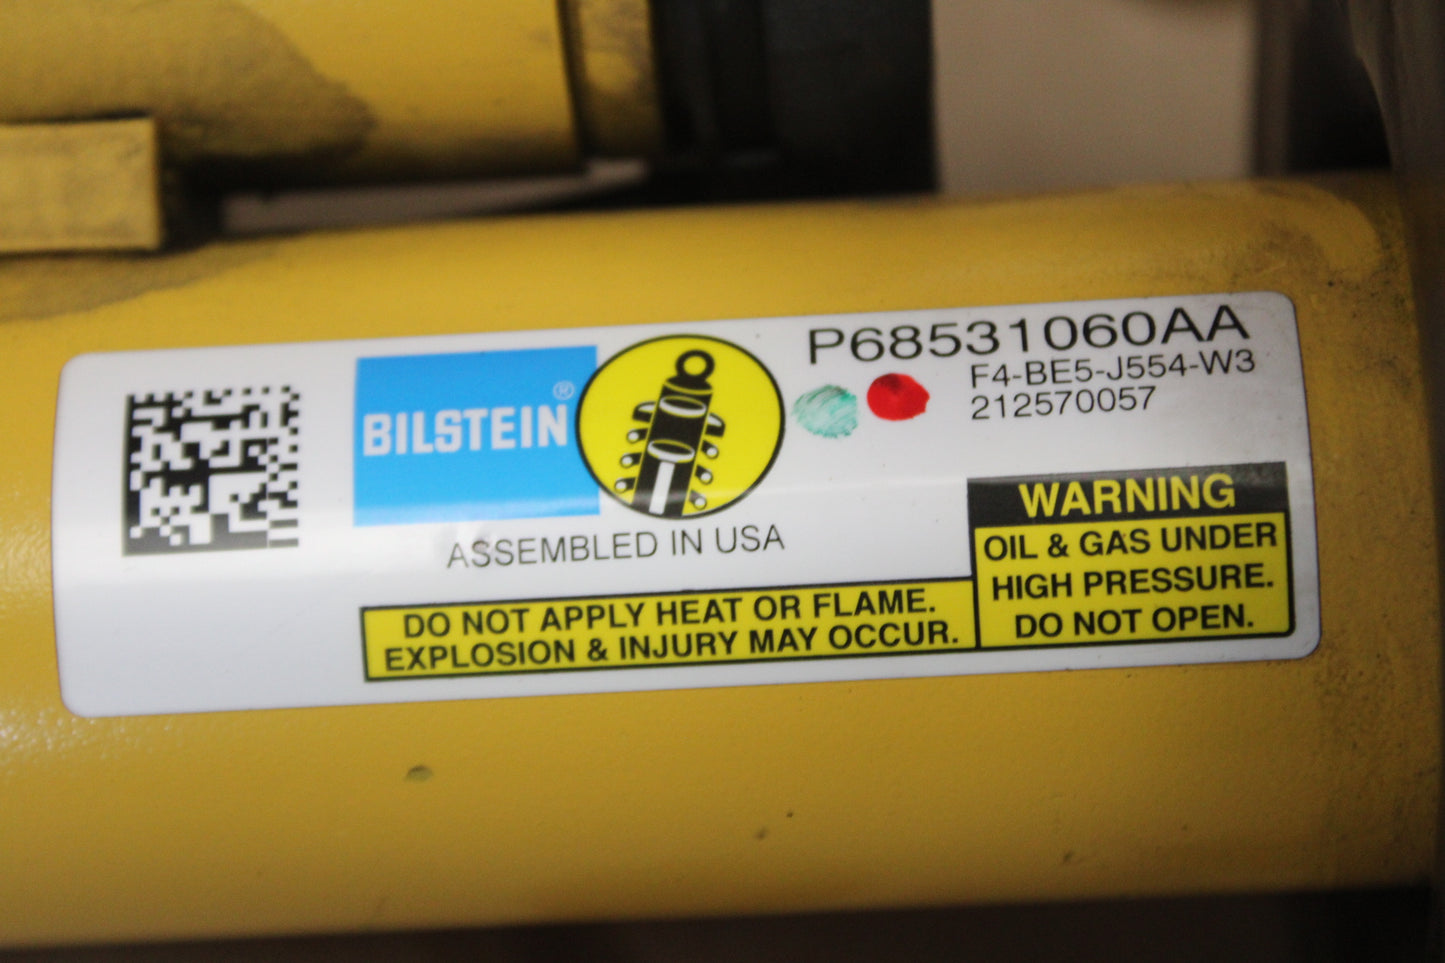 BILSTEIN®
P68531060AA
F4-BE5-J554-W3
212570057
ASSEMBLED IN USA
WARNING
OIL & GAS UNDER
HIGH PRESSURE.
DO NOT OPEN.
DO NOT APPLY HEAT OR FLAME.
EXPLOSION & INJURY MAY OCCUR.